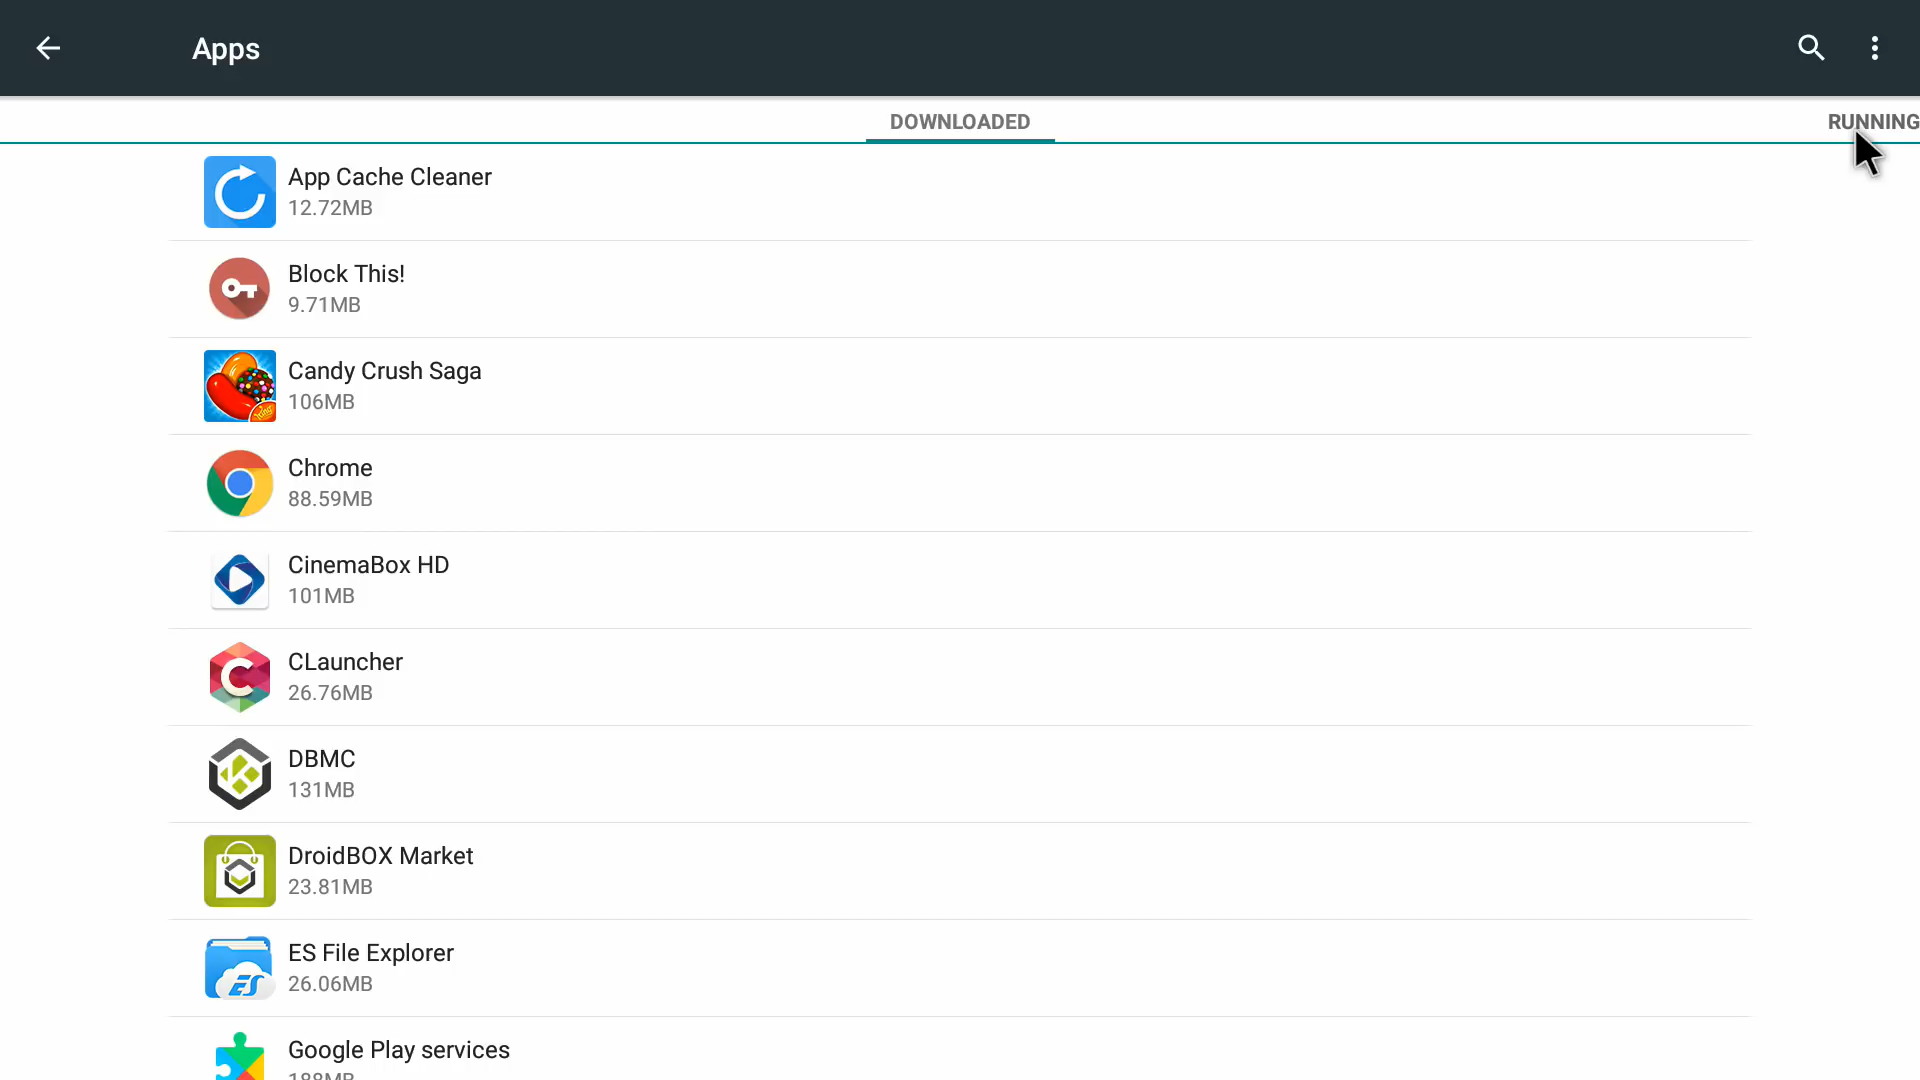 Apps
DOWNLOADED
RUNNING
App Cache Cleaner
12.72MB
Block This!
9.71MB
Candy Crush Saga
106MB
Chrome
88.59MB
CinemaBox HD
101MB
CLauncher
26.76MB
DBMC
131MB
DroidBOX Market
23.81MB
ES File Explorer
26.06MB
Google Play services
188MB